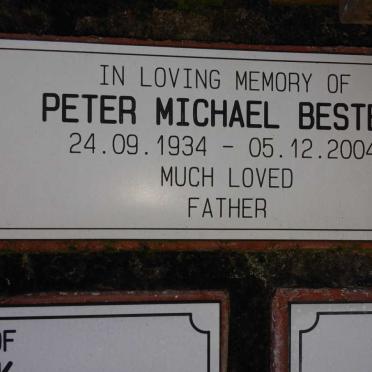 IN LOVING MEMORY OF
PETER MICHAEL BESTE
24.09.1934 - 05.12.2004
MUCH LOVED
FATHER
OF